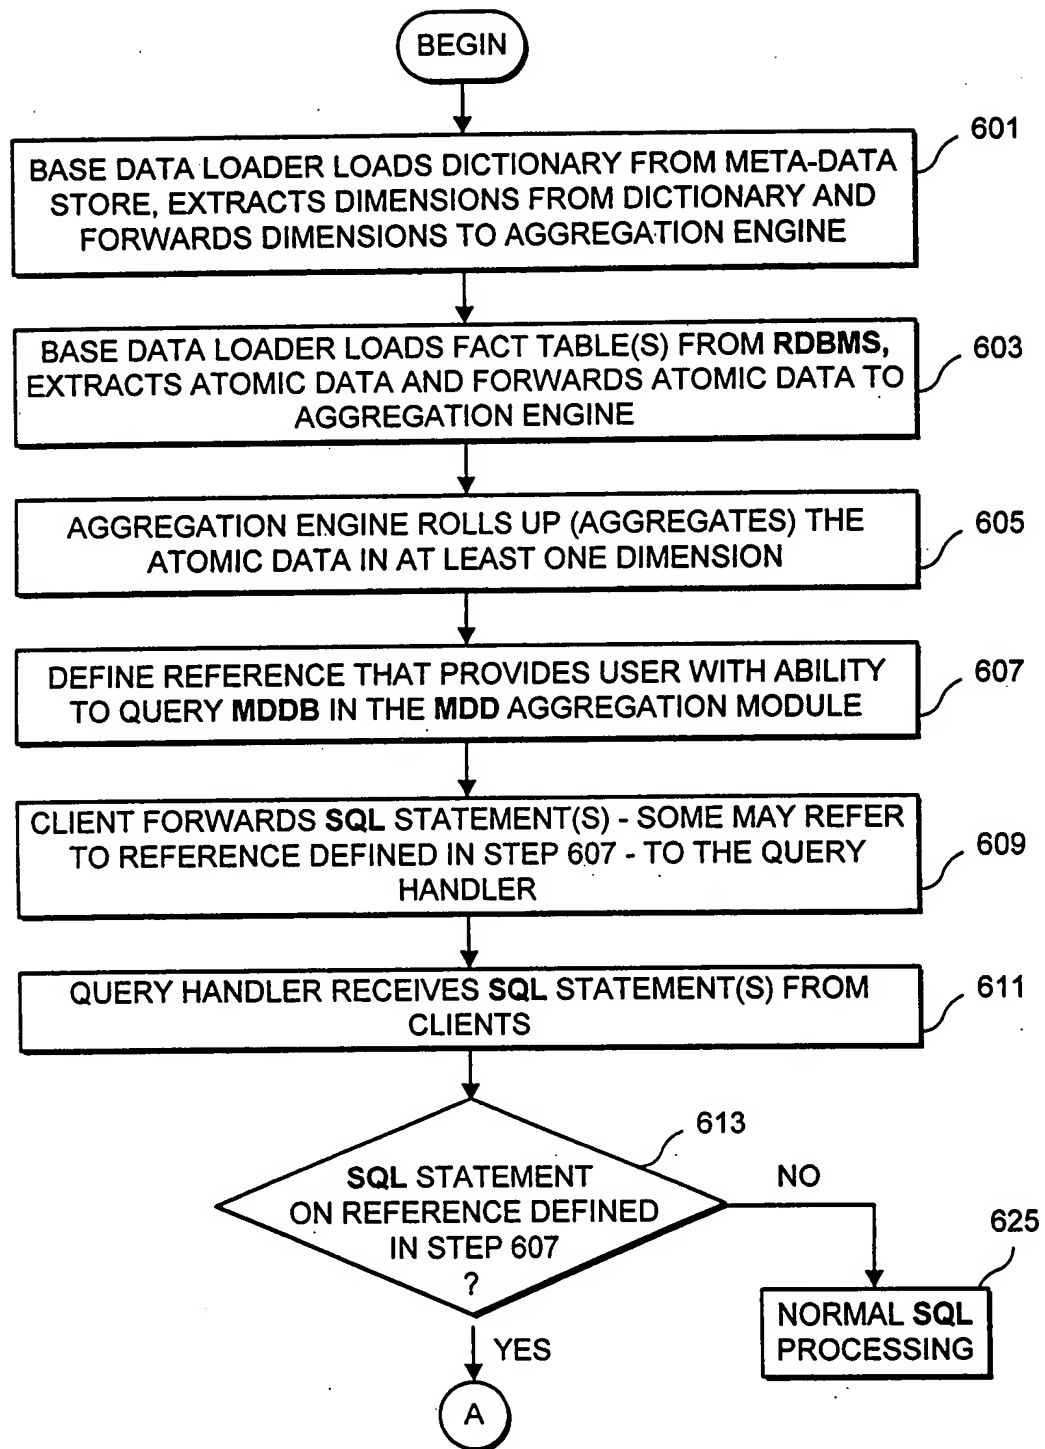 BEGIN
601
BASE DATA LOADER LOADS DICTIONARY FROM META-DATA
STORE, EXTRACTS DIMENSIONS FROM DICTIONARY AND
FORWARDS DIMENSIONS TO AGGREGATION ENGINE
BASE DATA LOADER LOADS FACT TABLE(S) FROM RDBMS,
EXTRACTS ATOMIC DATA AND FORWARDS ATOMIC DATA TO
AGGREGATION ENGINE
603
AGGREGATION ENGINE ROLLS UP (AGGREGATES) THE
ATOMIC DATA IN AT LEAST ONE DIMENSION
605
DEFINE REFERENCE THAT PROVIDES USER WITH ABILITY
TO QUERY MDDB IN THE MDD AGGREGATION MODULE
607
CLIENT FORWARDS SQL STATEMENT(S) - SOME MAY REFER
TO REFERENCE DEFINED IN STEP 607 - TO THE QUERY
HANDLER
609
QUERY HANDLER RECEIVES SQL STATEMENT(S) FROM
CLIENTS
611
613
SQL STATEMENT
ON REFERENCE DEFINED
IN STEP 607
?
NO
625
NORMAL SQL
PROCESSING
YES
A